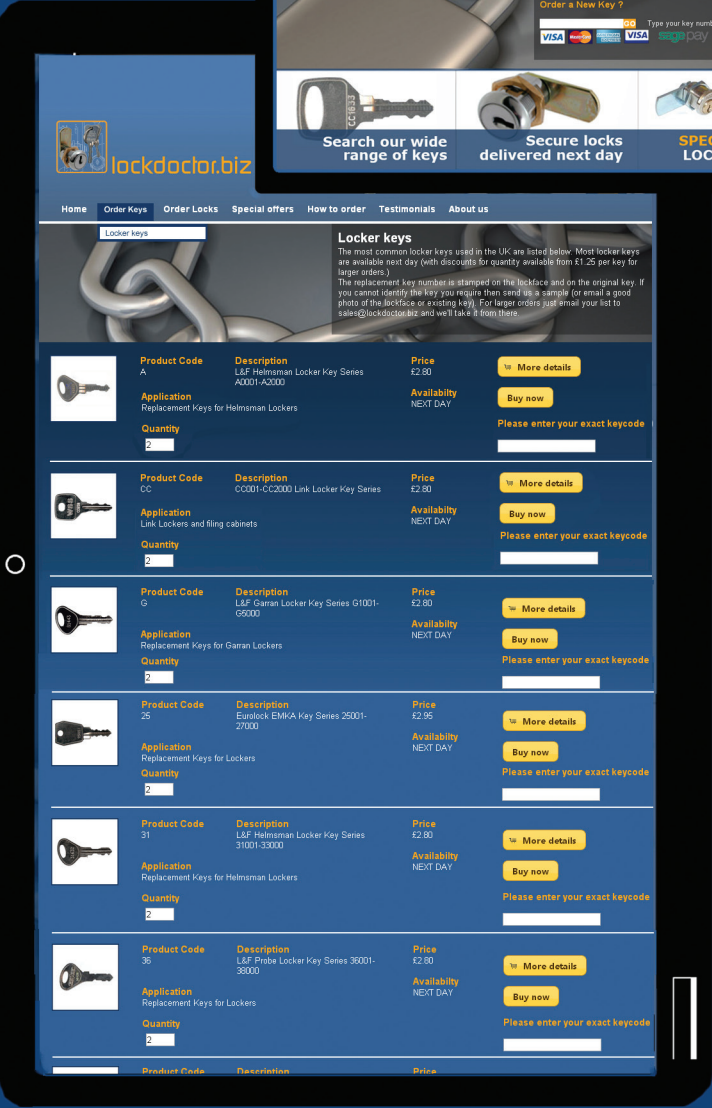 Order a New Key ?
GO Type your key num
VISA MasterCard VISA sage pay
CC1633
Search our wide
range of keys
Secure locks
delivered next day
SPE
LOC
lockdoctor.biz
Home Order Keys Order Locks Special offers How to order Testimonials About us
Locker keys
Locker keys
The most common locker keys used in the UK are listed below. Most locker keys
are available next day (with discounts for quantity available from £1.25 per key for
larger orders.)
The replacement key number is stamped on the lockface and on the original key. If
you cannot identify the key you require then send us a sample (or email a good
photo of the lockface or existing key). For larger orders just email your list to
sales@lockdoctor.biz and we'll take it from there.
Product Code Description Price
A L&F Helmsman Locker Key Series £2.80
A0001-A2000
More details
Application Availabilty
Replacement Keys for Helmsman Lockers NEXT DAY
Buy now
Quantity Please enter your exact keycode
2
Product Code Description Price
CC CC001-CC2000 Link Locker Key Series £2.80
More details
Application Availabilty
Link Lockers and filing cabinets NEXT DAY
Buy now
Quantity Please enter your exact keycode
2
Product Code Description Price
G L&F Garran Locker Key Series G1001- £2.80
G5000
More details
Application Availabilty
Replacement Keys for Garran Lockers NEXT DAY
Buy now
Quantity Please enter your exact keycode
2
Product Code Description Price
25 Eurolock EMKA Key Series 25001- £2.95
27000
More details
Application Availabilty
Replacement Keys for Lockers NEXT DAY
Buy now
Quantity Please enter your exact keycode
2
Product Code Description Price
31 L&F Helmsman Locker Key Series £2.80
31001-33000
More details
Application Availabilty
Replacement Keys for Helmsman Lockers NEXT DAY
Buy now
Quantity Please enter your exact keycode
2
Product Code Description Price
36 L&F Probe Locker Key Series 36001- £2.80
38000
More details
Application Availabilty
Replacement Keys for Lockers NEXT DAY
Buy now
Quantity Please enter your exact keycode
2
Product Code Description Price